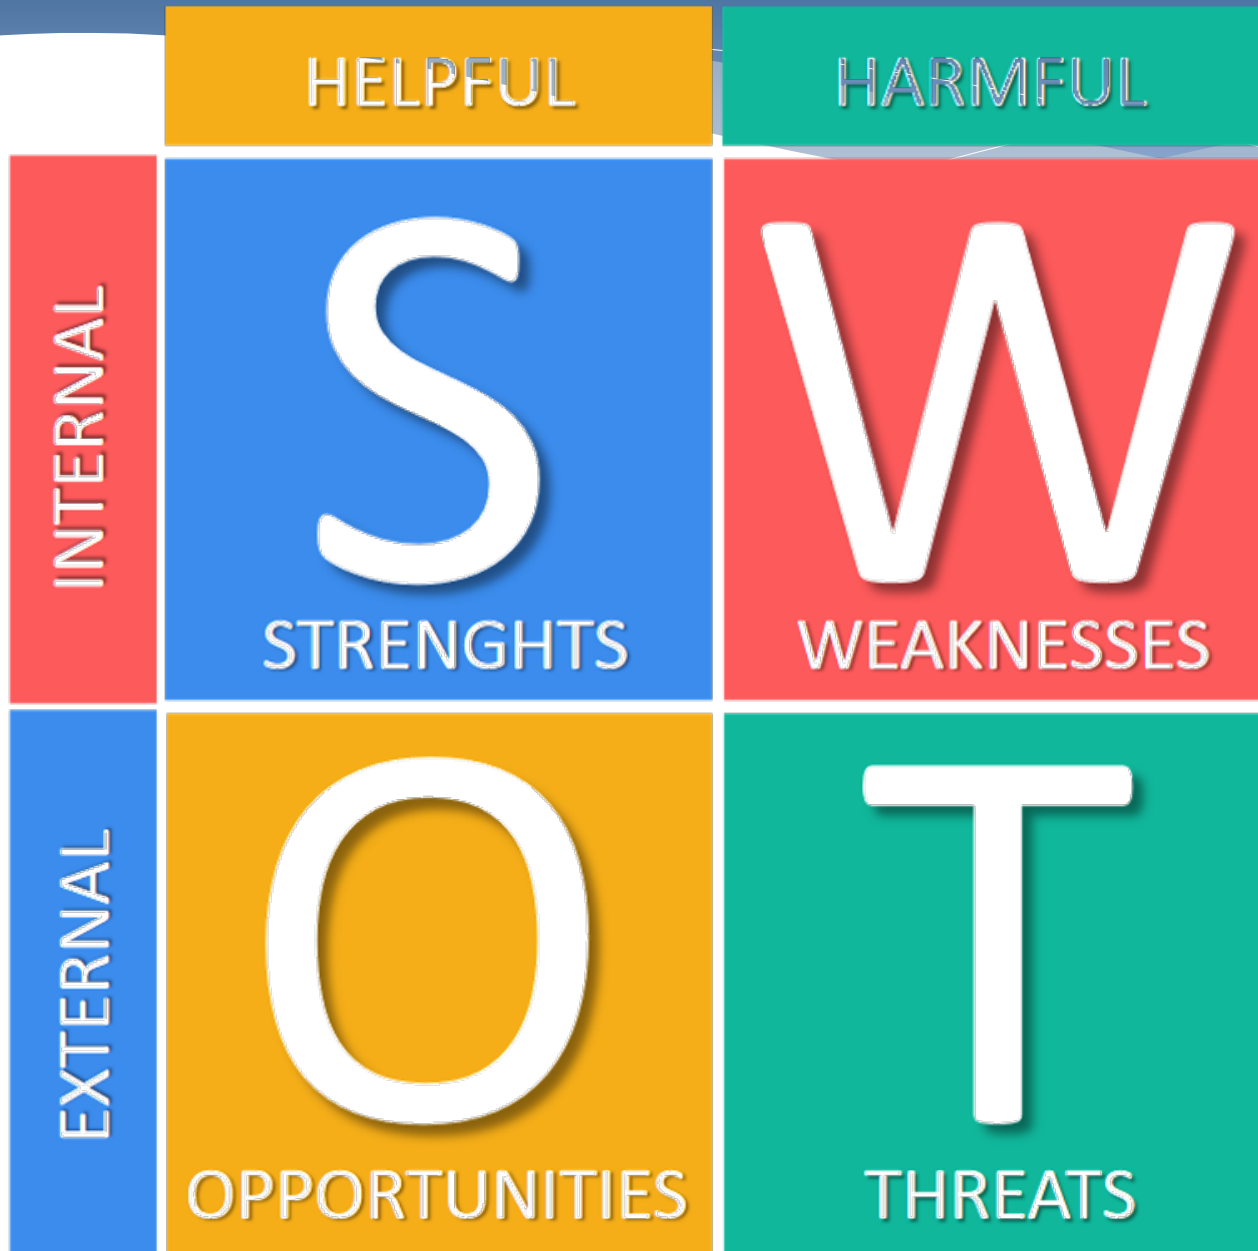 HELPFUL
HARMFUL
INTERNAL
S
STRENGHTS
W
WEAKNESSES
EXTERNAL
O
OPPORTUNITIES
T
THREATS